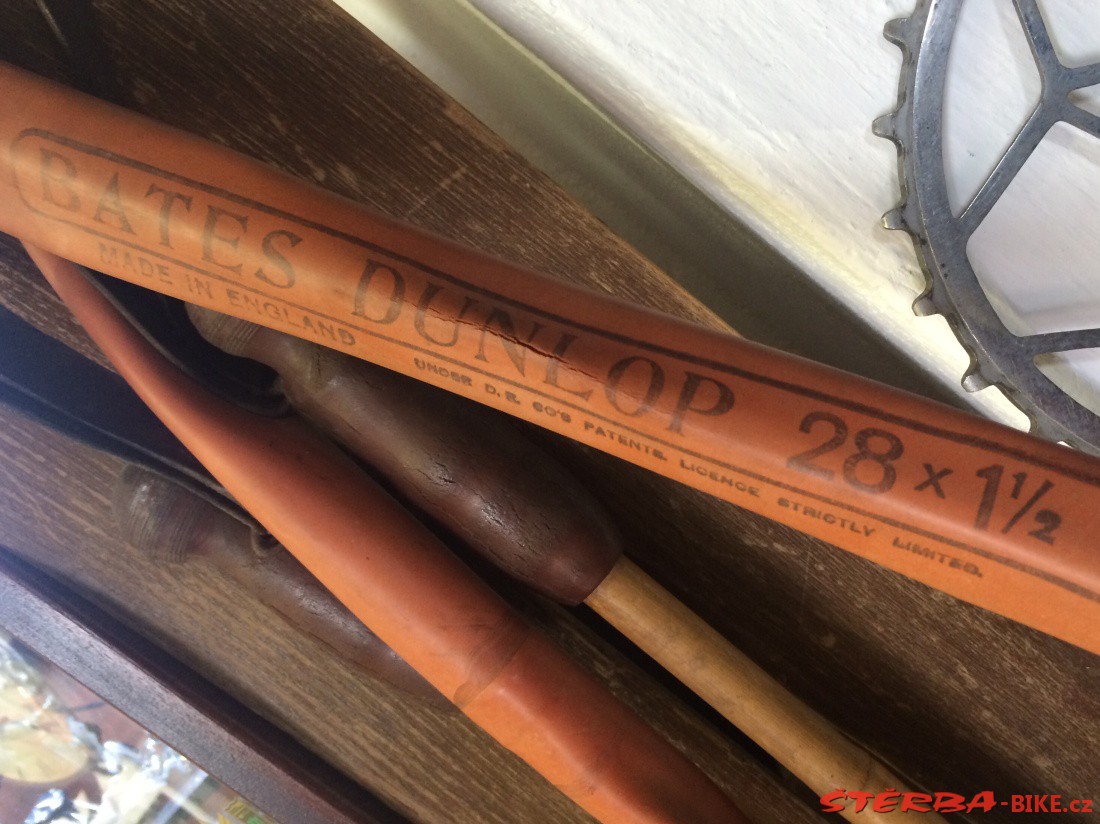 BATES DUNLOP 28 x 1½
MADE IN ENGLAND UNDER D.R. CO'S PATENTS. LICENCE STRICTLY LIMITED.
ŠTĚRBA-BIKE.cz